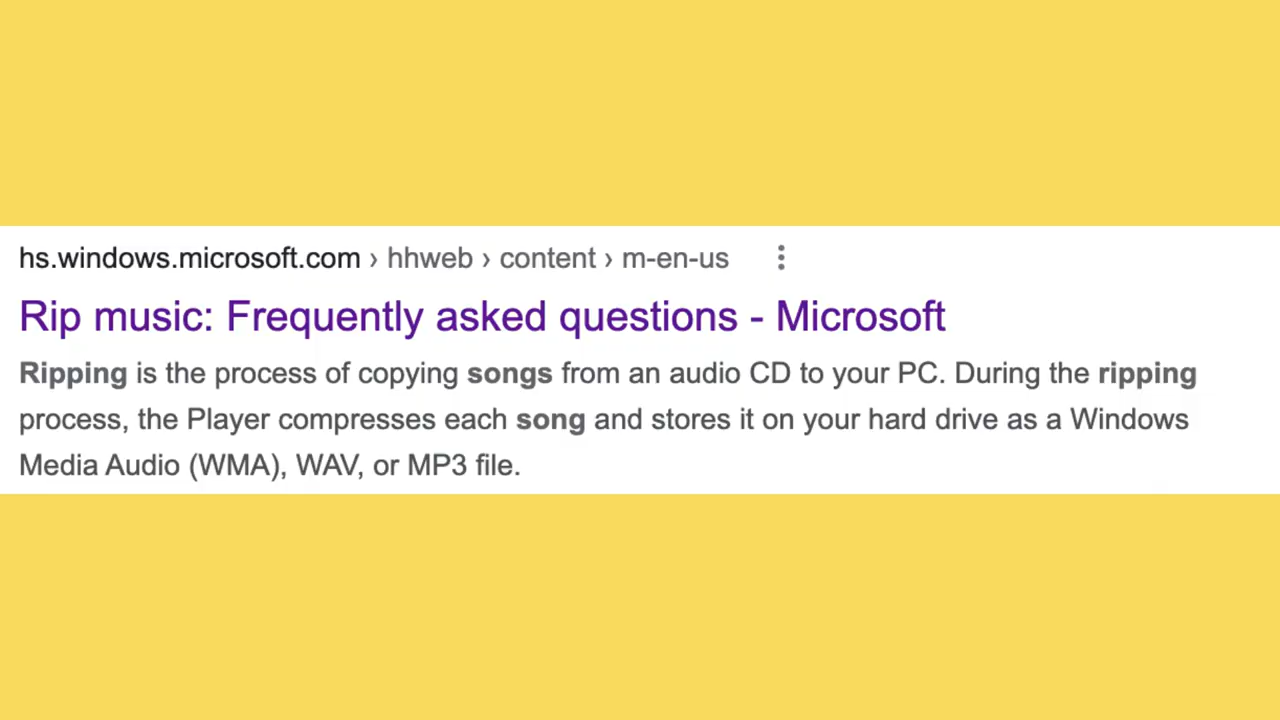 hs.windows.microsoft.com › hhweb › content › m-en-us
Rip music: Frequently asked questions - Microsoft
Ripping is the process of copying songs from an audio CD to your PC. During the ripping
process, the Player compresses each song and stores it on your hard drive as a Windows
Media Audio (WMA), WAV, or MP3 file.